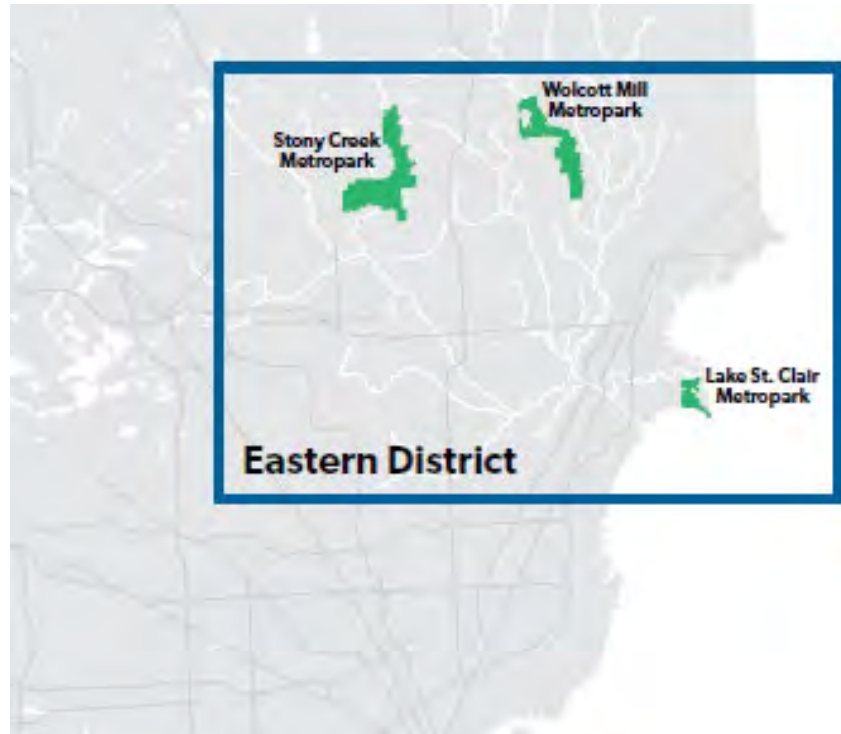 Wolcott Mill
Metropark
Stony Creek
Metropark
Lake St. Clair
Metropark
Eastern District